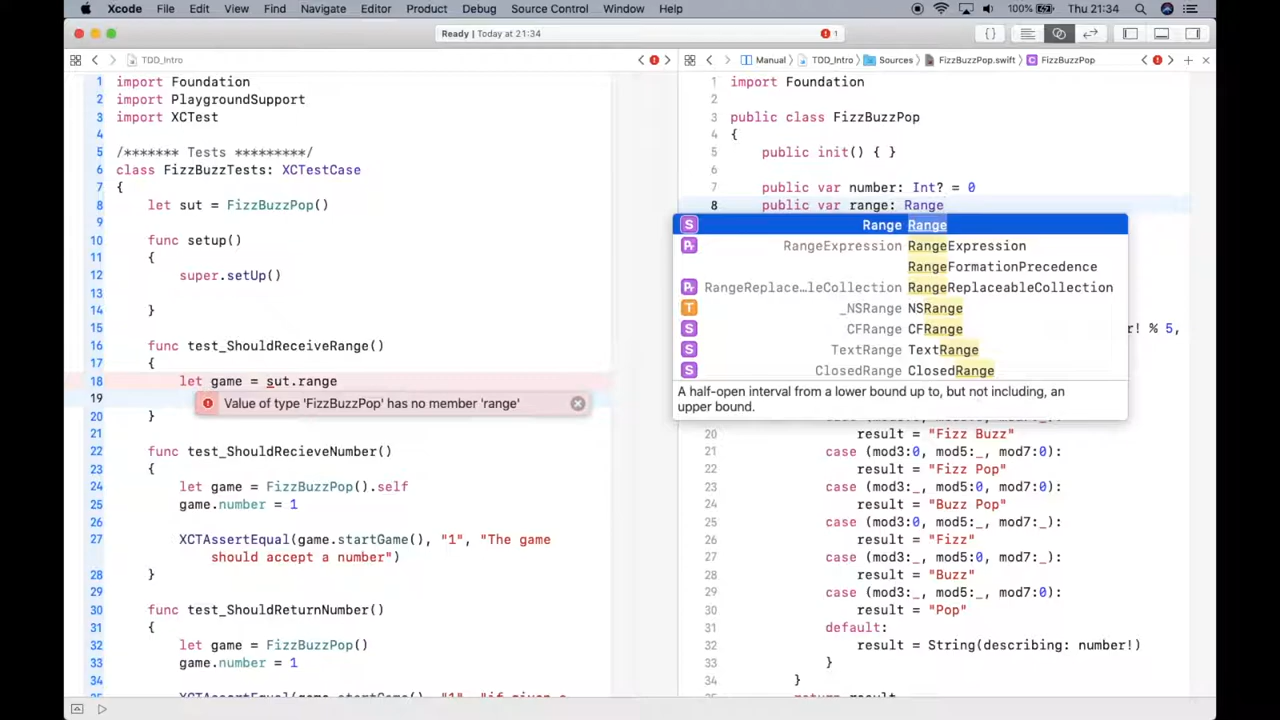 Xcode File Edit View Find Navigate Editor Product Debug Source Control Window Help 100% Thu 21:34
Ready | Today at 21:34 1
TDD_Intro
1 import Foundation
2 import PlaygroundSupport
3 import XCTest
4
5 /******* Tests *********/
6 class FizzBuzzTests: XCTestCase
7 {
8 let sut = FizzBuzzPop()
9
10 func setup()
11 {
12 super.setUp()
13
14 }
15
16 func test_ShouldReceiveRange()
17 {
18 let game = sut.range
19 Value of type 'FizzBuzzPop' has no member 'range'
20 }
21
22 func test_ShouldRecieveNumber()
23 {
24 let game = FizzBuzzPop().self
25 game.number = 1
26
27 XCTAssertEqual(game.startGame(), "1", "The game
should accept a number")
28 }
29
30 func test_ShouldReturnNumber()
31 {
32 let game = FizzBuzzPop()
33 game.number = 1
34
Manual TDD_Intro Sources FizzBuzzPop.swift C FizzBuzzPop
1 import Foundation
2
3 public class FizzBuzzPop
4 {
5 public init() { }
6
7 public var number: Int? = 0
8 public var range: Range
S Range Range
Pr RangeExpression RangeExpression
RangeFormationPrecedence
Pr RangeReplace…leCollection RangeReplaceableCollection
T _NSRange NSRange
S CFRange CFRange
S TextRange TextRange
S ClosedRange ClosedRange
A half-open interval from a lower bound up to, but not including, an
upper bound.
! % 5,
20 result = "Fizz Buzz"
21 case (mod3:0, mod5:_, mod7:0):
22 result = "Fizz Pop"
23 case (mod3:_, mod5:0, mod7:0):
24 result = "Buzz Pop"
25 case (mod3:0, mod5:_, mod7:_):
26 result = "Fizz"
27 case (mod3:_, mod5:0, mod7:_):
28 result = "Buzz"
29 case (mod3:_, mod5:_, mod7:0):
30 result = "Pop"
31 default:
32 result = String(describing: number!)
33 }
34 }